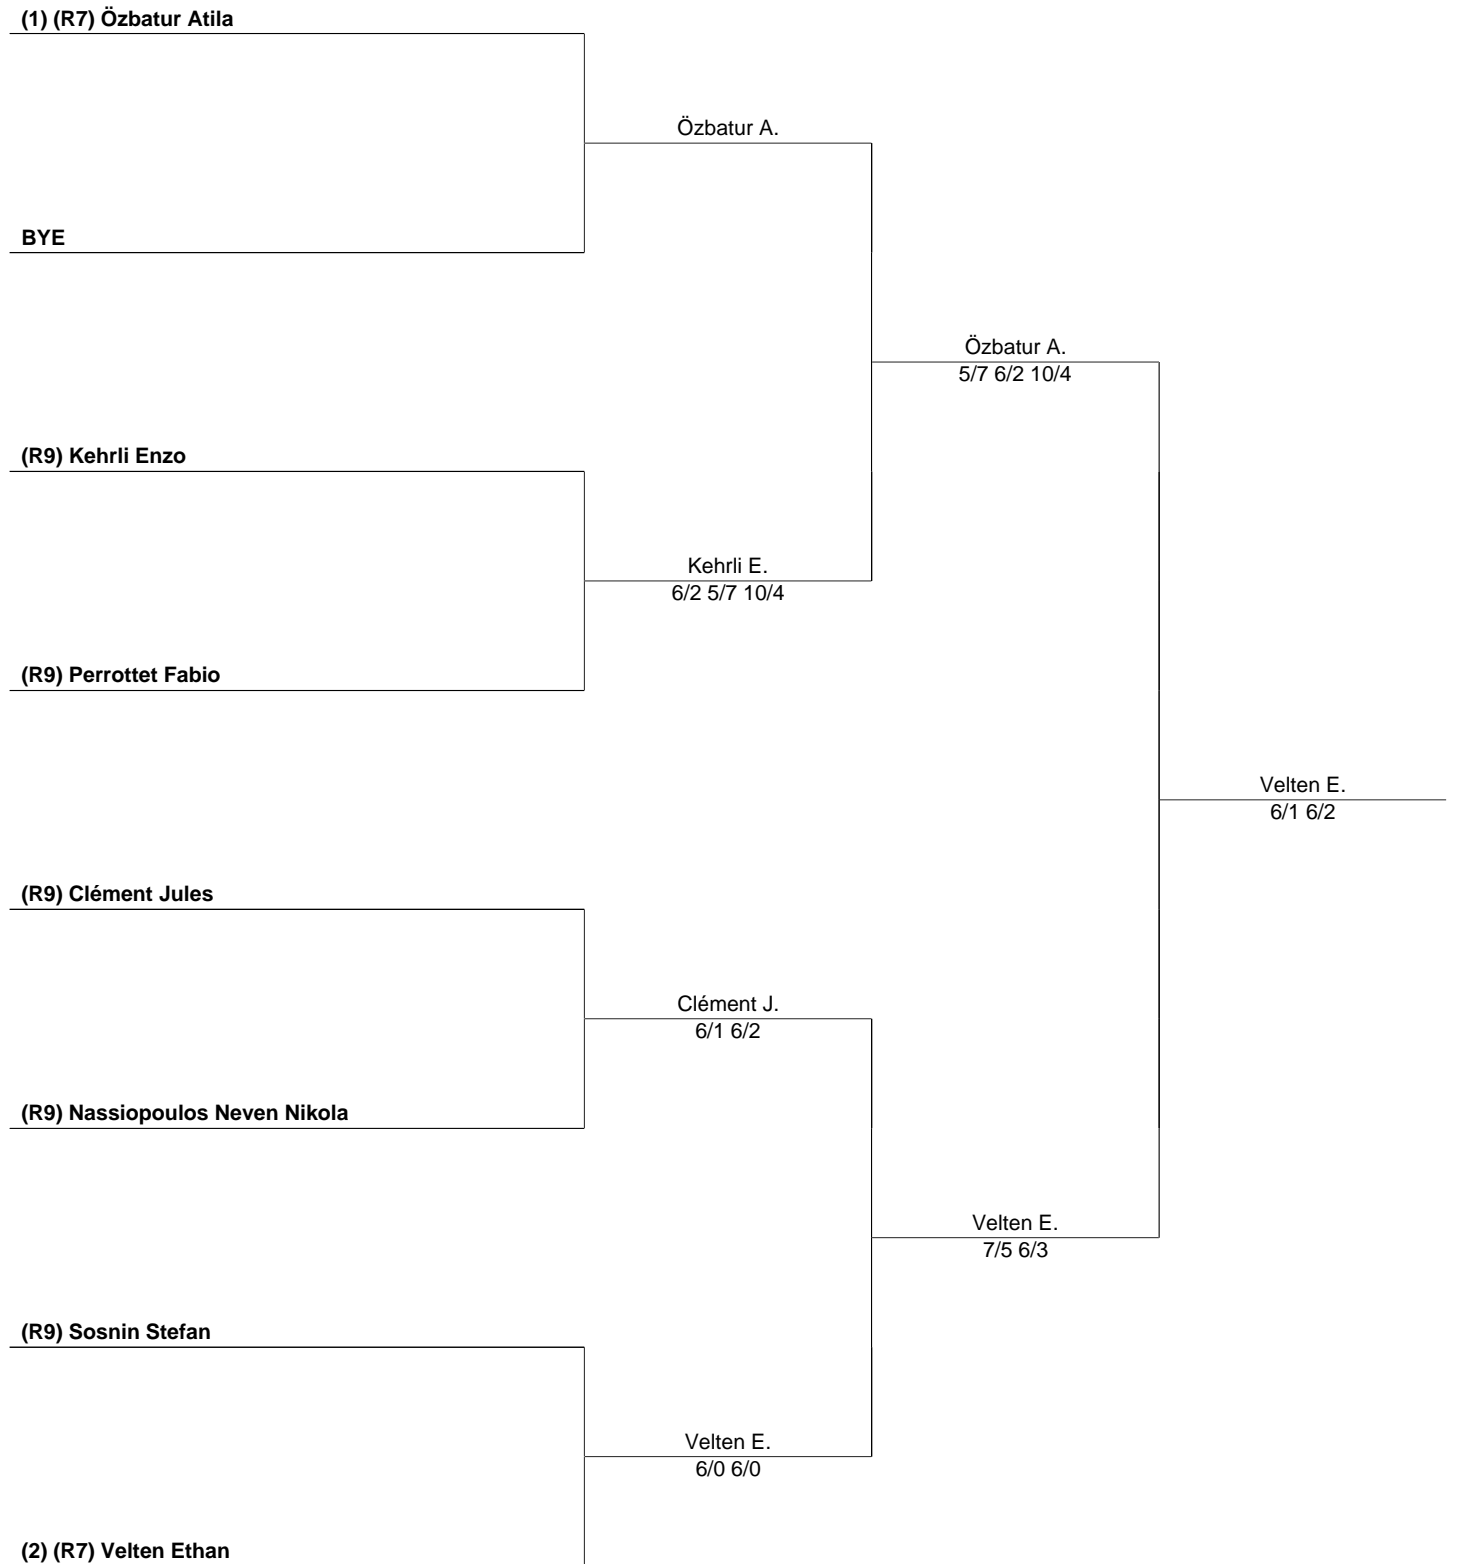 (1) (R7) Özbatur Atila
Özbatur A.
BYE
Özbatur A.
5/7 6/2 10/4
(R9) Kehrli Enzo
Kehrli E.
6/2 5/7 10/4
(R9) Perrottet Fabio
Velten E.
6/1 6/2
(R9) Clément Jules
Clément J.
6/1 6/2
(R9) Nassiopoulos Neven Nikola
Velten E.
7/5 6/3
(R9) Sosnin Stefan
Velten E.
6/0 6/0
(2) (R7) Velten Ethan